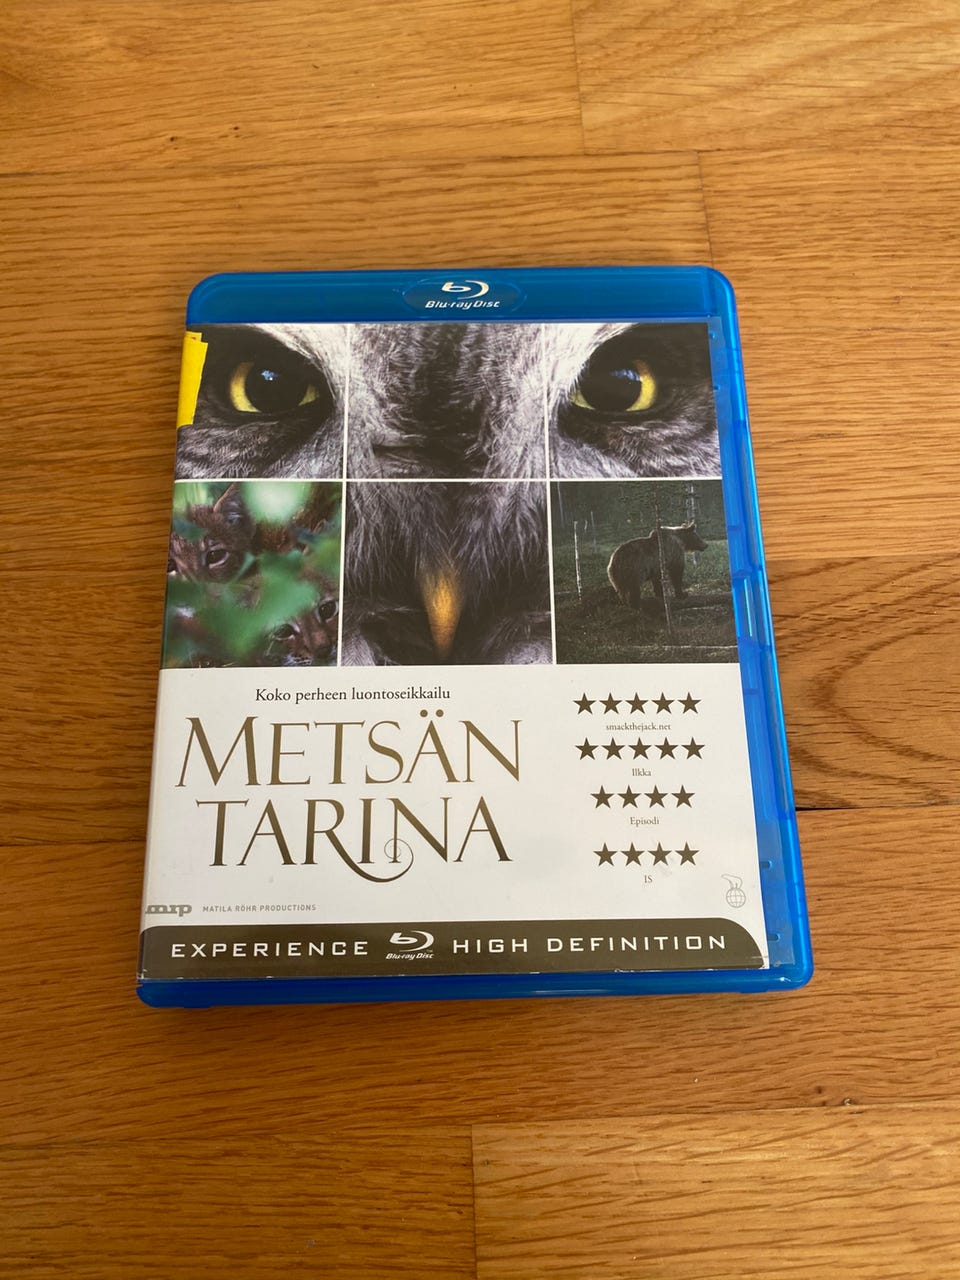 Blu-ray Disc
Koko perheen luontoseikkailu
METSÄN
TARINA
★★★★★
smackthejack.net
★★★★★
Ilkka
★★★★
Episodi
★★★★
IS
mrp MATILA RÖHR PRODUCTIONS
EXPERIENCE Blu-ray Disc HIGH DEFINITION